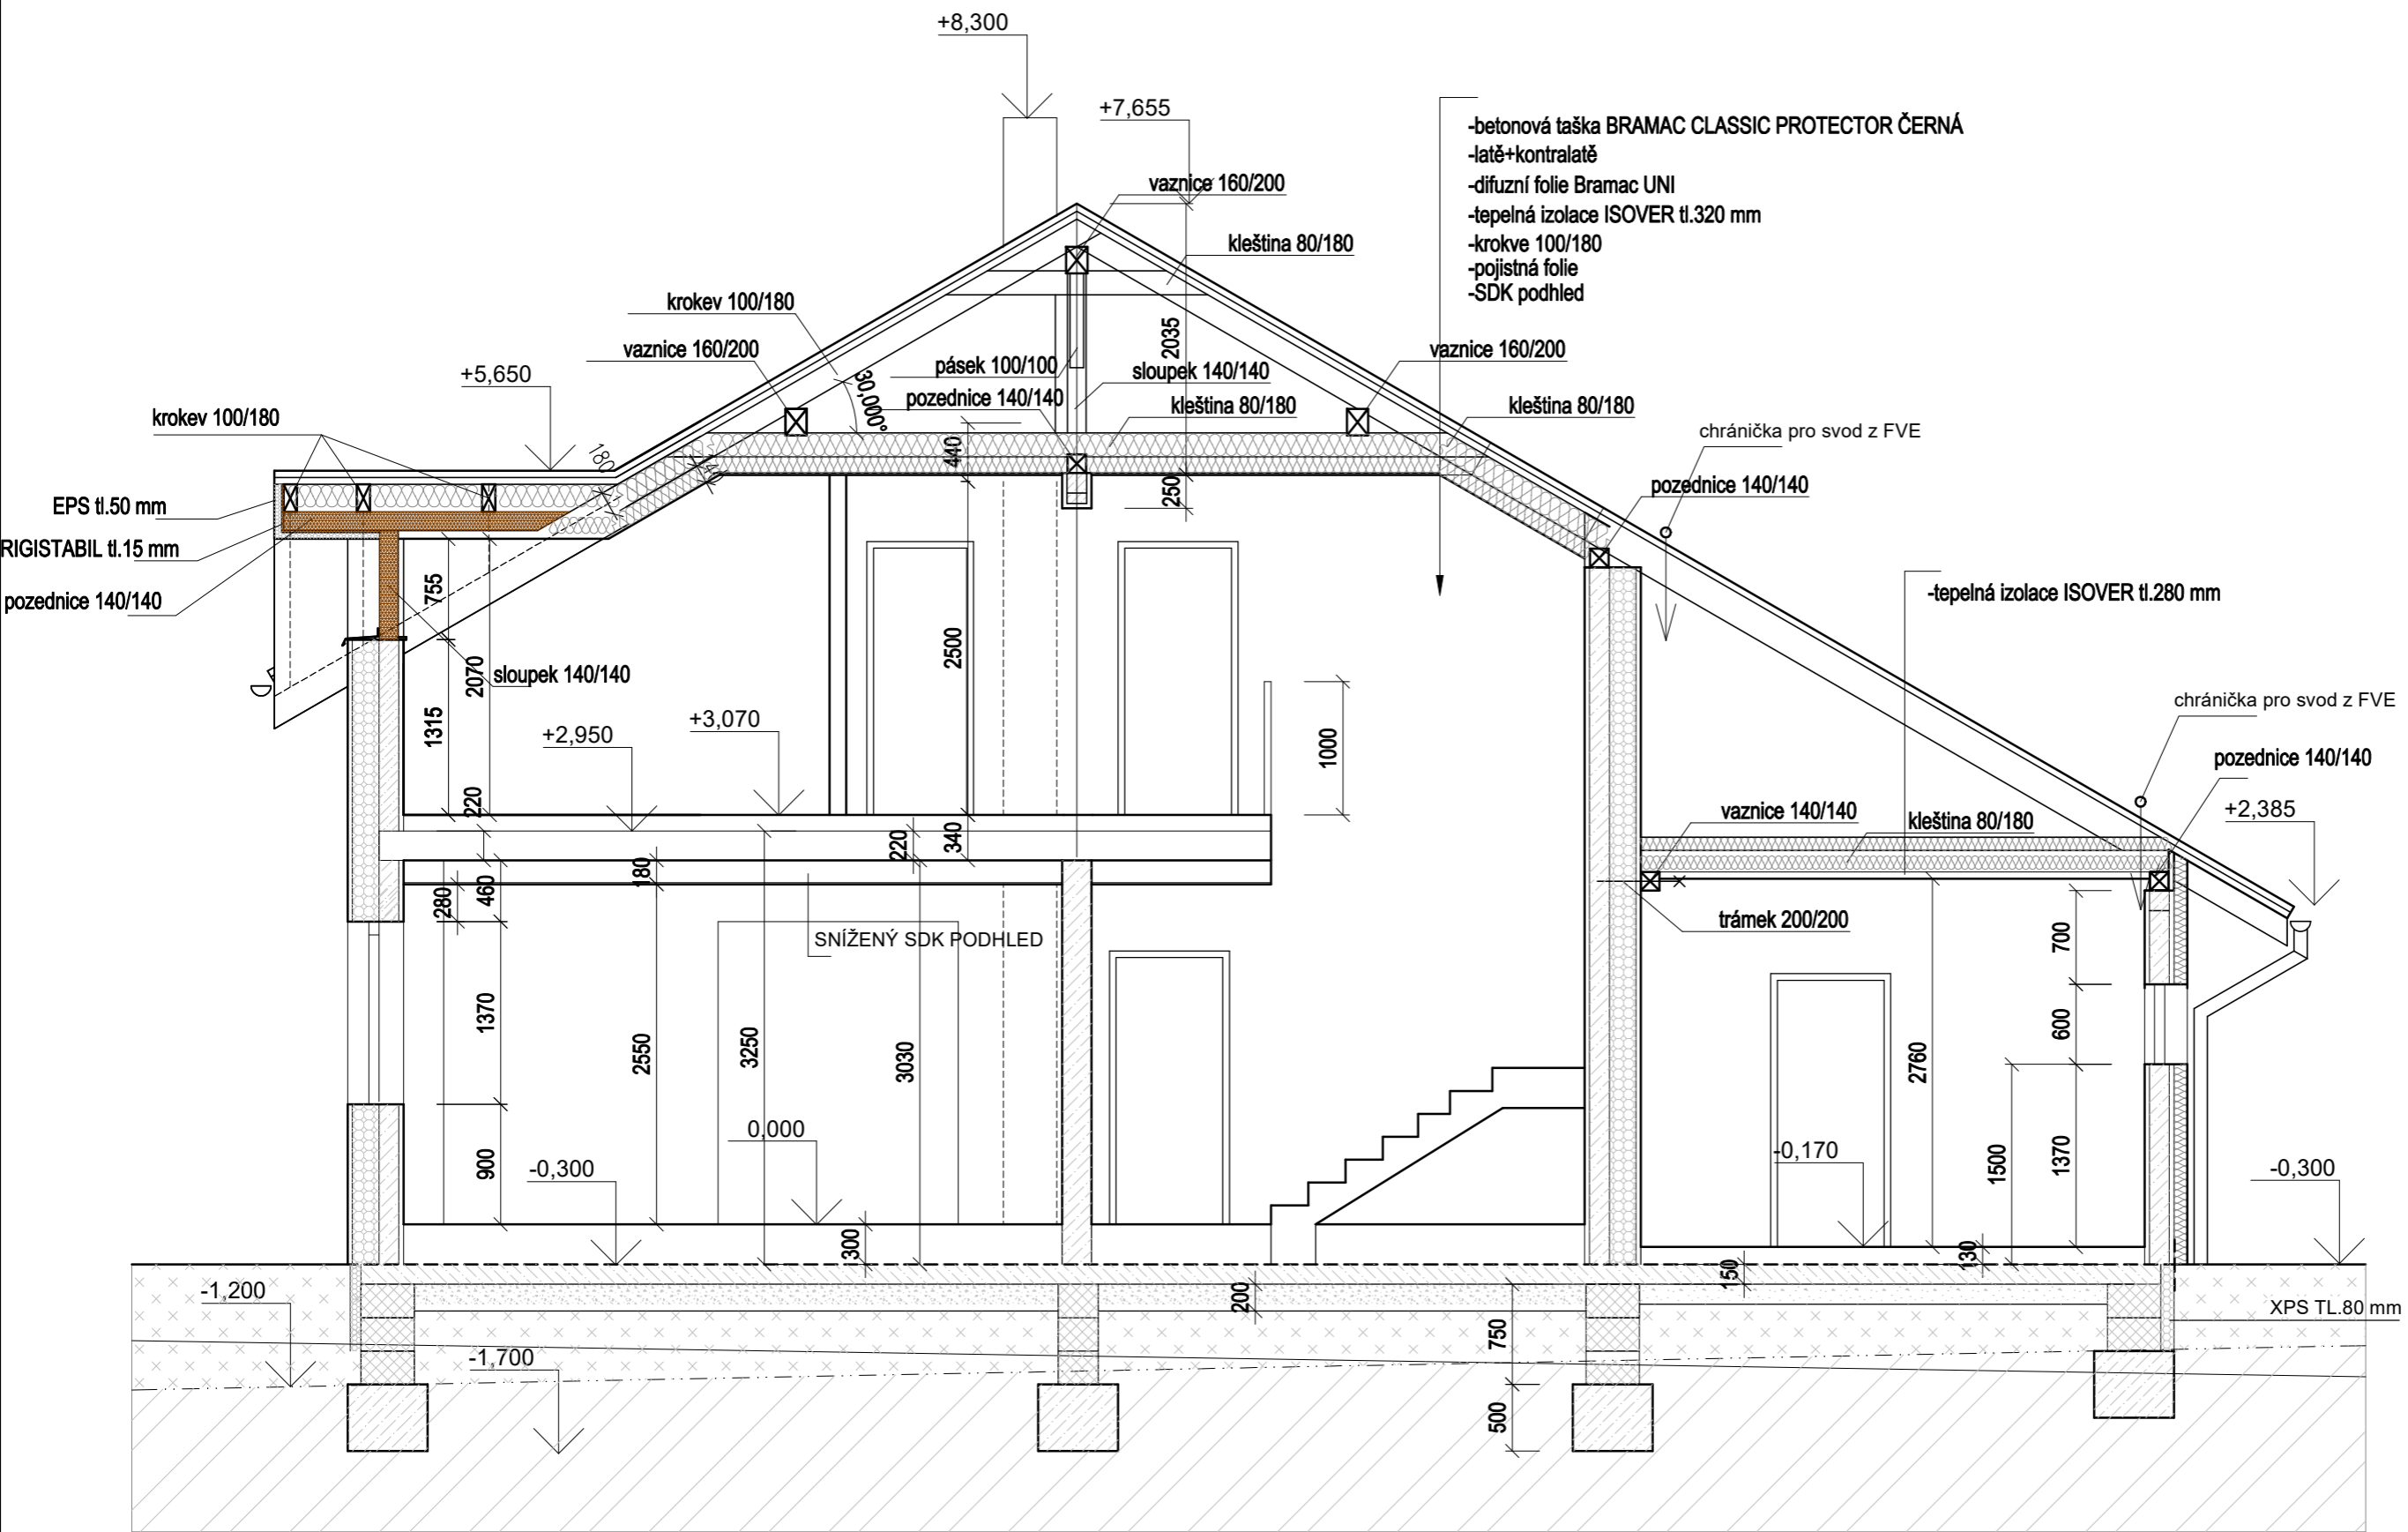 +8,300
+7,655
-betonová taška BRAMAC CLASSIC PROTECTOR ČERNÁ
-latě+kontralatě
-difuzní folie Bramac UNI
-tepelná izolace ISOVER tl.320 mm
-krokve 100/180
-pojistná folie
-SDK podhled
vaznice 160/200
kleština 80/180
krokev 100/180
vaznice 160/200
2035
vaznice 160/200
pásek 100/100
sloupek 140/140
+5,650
30,000°
pozednice 140/140
kleština 80/180
kleština 80/180
krokev 100/180
chránička pro svod z FVE
180
440
250
pozednice 140/140
EPS tl.50 mm
RIGISTABIL tl.15 mm
pozednice 140/140
755
-tepelná izolace ISOVER tl.280 mm
2500
2070
sloupek 140/140
1315
chránička pro svod z FVE
+2,950
+3,070
1000
pozednice 140/140
220
+2,385
vaznice 140/140
kleština 80/180
220
340
180
460
280
trámek 200/200
SNÍŽENÝ SDK PODHLED
700
1370
2550
3250
3030
2760
600
0,000
-0,300
900
-0,170
1500
1370
-0,300
300
130
150
-1,200
200
XPS TL.80 mm
750
-1,700
500